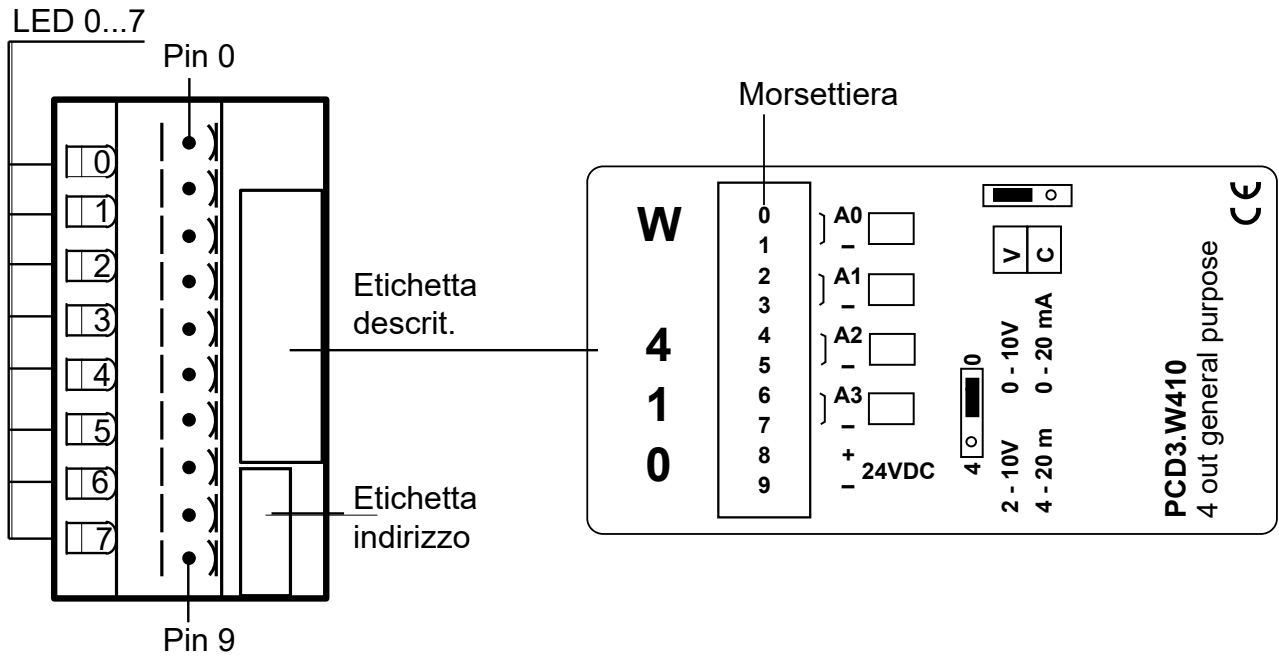 LED 0...7
Pin 0
0
1
2
3
4
5
6
7
Pin 9
Etichetta
descrit.
Etichetta
indirizzo
Morsettiera
W
4
1
0
0
1
2
3
4
5
6
7
8
9
A0
–
A1
–
A2
–
A3
–
+
– 24VDC
V
C
4 0
2 - 10V 0 - 10V
4 - 20 m 0 - 20 mA
PCD3.W410
4 out general purpose
CE